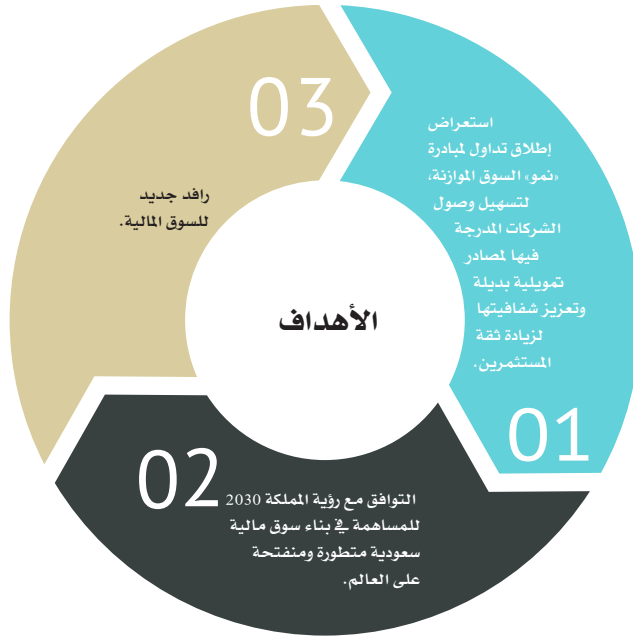 الأهداف
01
استعراض
إطلاق تداول لمبادرة
«نمو» السوق الموازنة،
لتسهيل وصول
الشركات المدرجة
فيها لمصادر
تمويلية بديلة
وتعزيز شفافيتها
لزيادة ثقة
المستثمرين.
02
التوافق مع رؤية المملكة 2030
للمساهمة في بناء سوق مالية
سعودية متطورة ومنفتحة
على العالم.
03
رافد جديد
للسوق المالية.